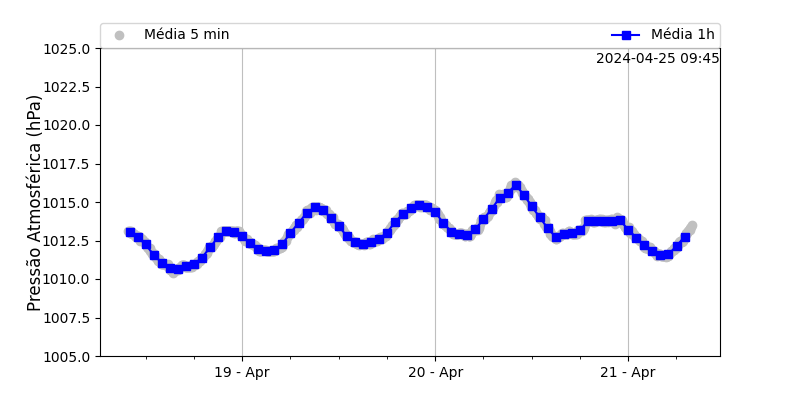 Média 5 min
Média 1h
2024-04-25 09:45
Pressão Atmosférica (hPa)
1025.0
1022.5
1020.0
1017.5
1015.0
1012.5
1010.0
1007.5
1005.0
19 - Apr
20 - Apr
21 - Apr